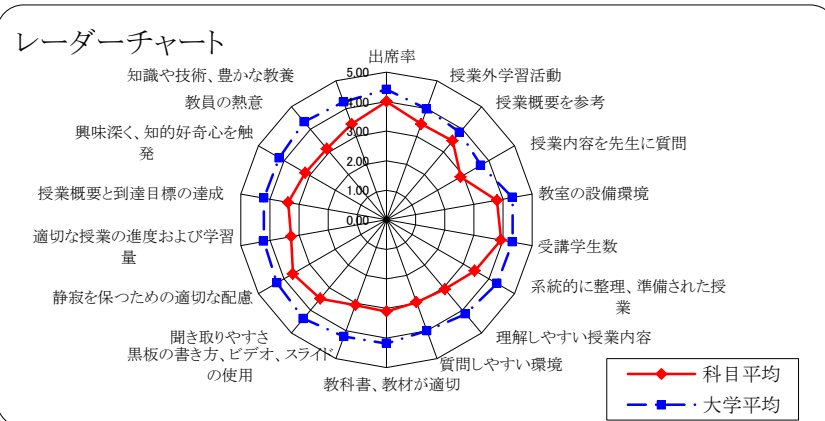 レーダーチャート
出席率
授業外学習活動
授業概要を参考
授業内容を先生に質問
教室の設備環境
受講学生数
系統的に整理、準備された授
業
理解しやすい授業内容
質問しやすい環境
教科書、教材が適切
黒板の書き方、ビデオ、スライド
の使用
聞き取りやすさ
静寂を保つための適切な配慮
適切な授業の進度および学習
量
授業概要と到達目標の達成
興味深く、知的好奇心を触
発
教員の熱意
知識や技術、豊かな教養
5.00
4.00
3.00
2.00
1.00
0.00
科目平均
大学平均